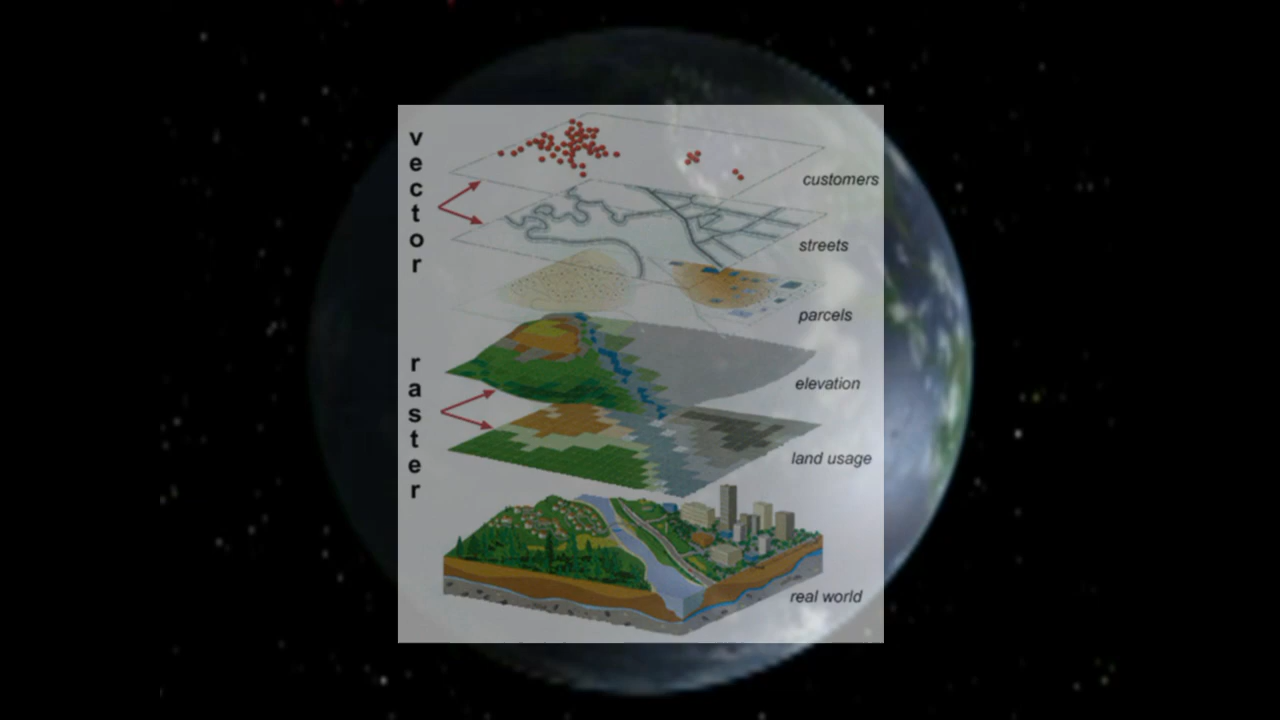 vector
customers
streets
parcels
raster
elevation
land usage
real world